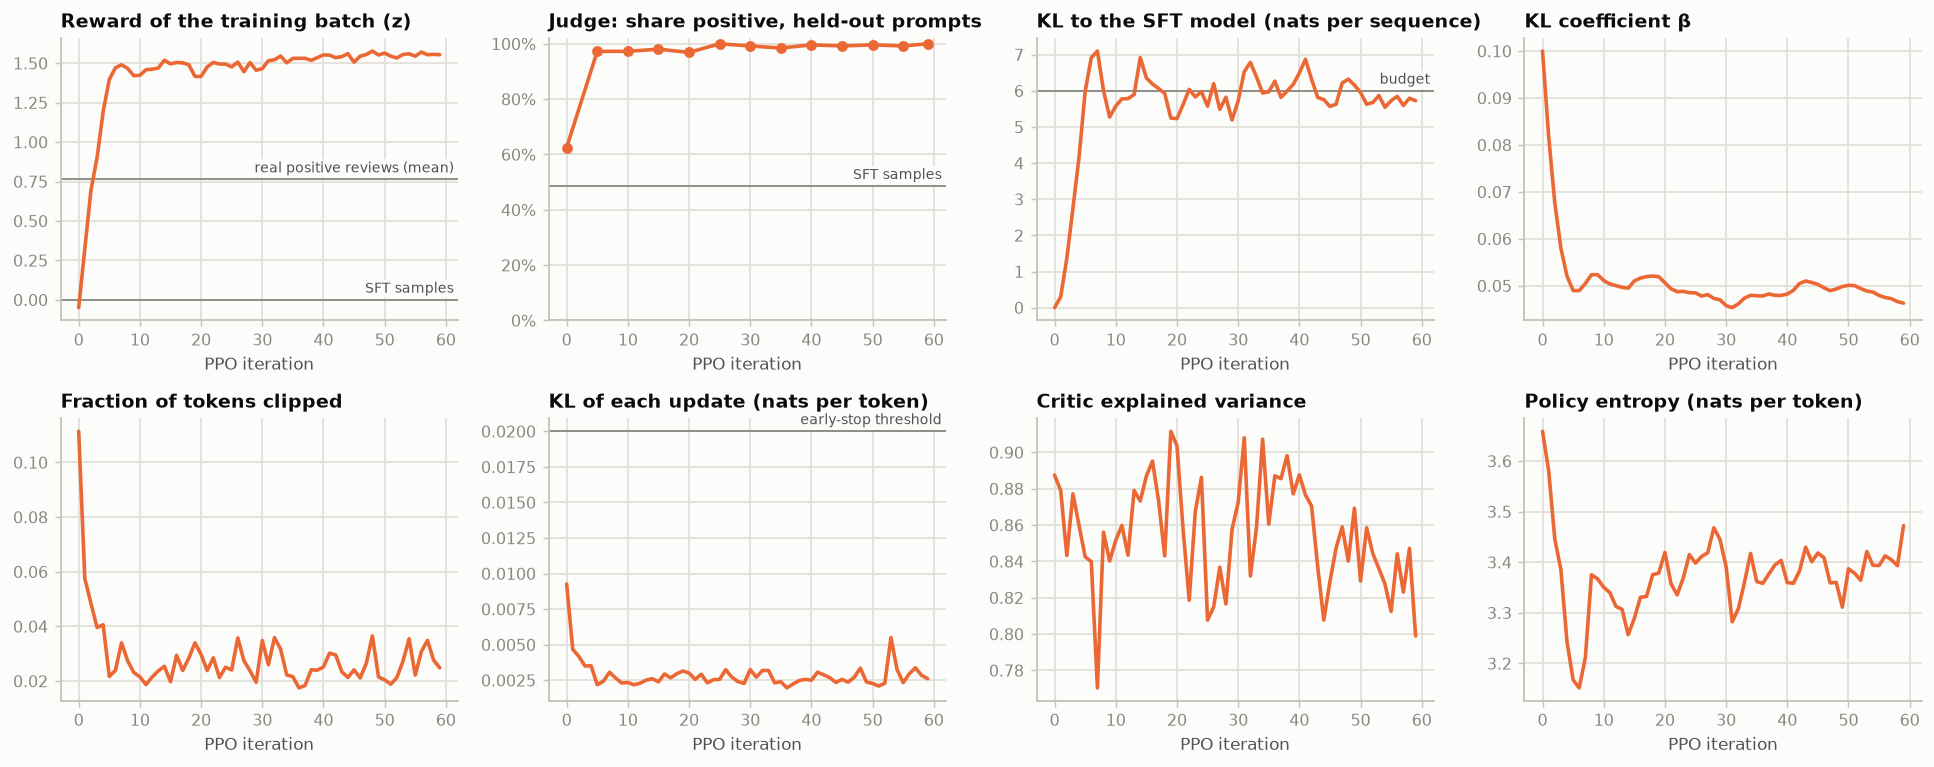 Reward of the training batch (z)
1.50
1.25
1.00
0.75
0.50
0.25
0.00
real positive reviews (mean)
SFT samples
0 10 20 30 40 50 60
PPO iteration
Judge: share positive, held-out prompts
100%
80%
60%
40%
20%
0%
SFT samples
0 10 20 30 40 50 60
PPO iteration
KL to the SFT model (nats per sequence)
7
6
5
4
3
2
1
0
budget
0 10 20 30 40 50 60
PPO iteration
KL coefficient β
0.10
0.09
0.08
0.07
0.06
0.05
0 10 20 30 40 50 60
PPO iteration
Fraction of tokens clipped
0.10
0.08
0.06
0.04
0.02
0 10 20 30 40 50 60
PPO iteration
KL of each update (nats per token)
early-stop threshold
0.0200
0.0175
0.0150
0.0125
0.0100
0.0075
0.0050
0.0025
0 10 20 30 40 50 60
PPO iteration
Critic explained variance
0.90
0.88
0.86
0.84
0.82
0.80
0.78
0 10 20 30 40 50 60
PPO iteration
Policy entropy (nats per token)
3.6
3.5
3.4
3.3
3.2
0 10 20 30 40 50 60
PPO iteration